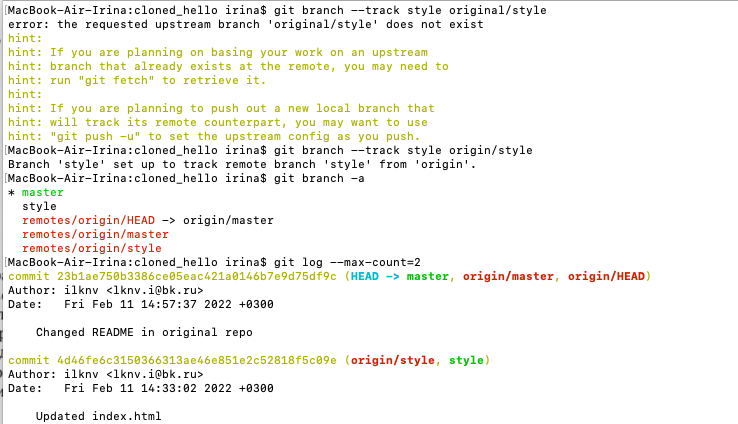 [MacBook-Air-Irina:cloned_hello irina$ git branch --track style original/style
error: the requested upstream branch 'original/style' does not exist
hint:
hint: If you are planning on basing your work on an upstream
hint: branch that already exists at the remote, you may need to
hint: run "git fetch" to retrieve it.
hint:
hint: If you are planning to push out a new local branch that
hint: will track its remote counterpart, you may want to use
hint: "git push -u" to set the upstream config as you push.
[MacBook-Air-Irina:cloned_hello irina$ git branch --track style origin/style
Branch 'style' set up to track remote branch 'style' from 'origin'.
[MacBook-Air-Irina:cloned_hello irina$ git branch -a
* master
  style
  remotes/origin/HEAD -> origin/master
  remotes/origin/master
  remotes/origin/style
[MacBook-Air-Irina:cloned_hello irina$ git log --max-count=2
commit 23b1ae750b3386ce05eac421a0146b7e9d75df9c (HEAD -> master, origin/master, origin/HEAD)
Author: ilknv <lknv.i@bk.ru>
Date:   Fri Feb 11 14:57:37 2022 +0300
    Changed README in original repo
commit 4d46fe6c3150366313ae46e851e2c52818f5c09e (origin/style, style)
Author: ilknv <lknv.i@bk.ru>
Date:   Fri Feb 11 14:33:02 2022 +0300
    Updated index.html